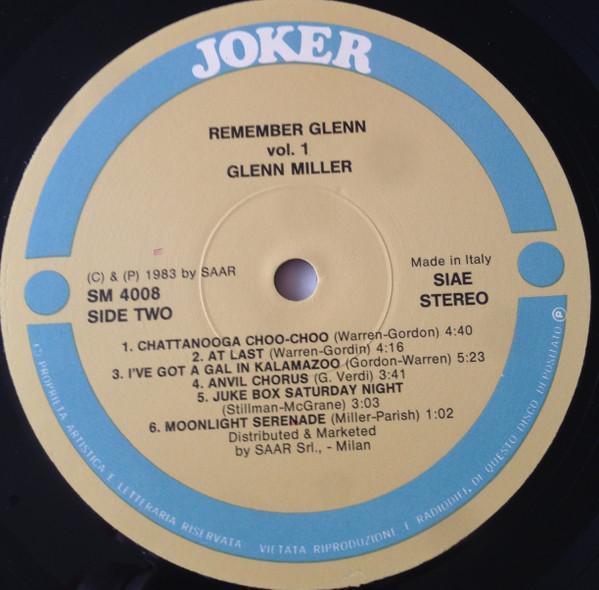 JOKER
REMEMBER GLENN
vol. 1
GLENN MILLER
(C) & (P) 1983 by SAAR
SM 4008
SIDE TWO
Made in Italy
SIAE
STEREO
1. CHATTANOOGA CHOO-CHOO (Warren-Gordon) 4:40
2. AT LAST (Warren-Gordin) 4:16
3. I'VE GOT A GAL IN KALAMAZOO (Gordon-Warren) 5:23
4. ANVIL CHORUS (G. Verdi) 3:41
5. JUKE BOX SATURDAY NIGHT
(Stillman-McGrane) 3:03
6. MOONLIGHT SERENADE (Miller-Parish) 1:02
Distributed & Marketed
by SAAR Srl., - Milan
PROPRIETA ARTISTICA E LETTERARIA RISERVATA VIETATA RIPRODUZIONE E RADIODIFF. DI QUESTO DISCO DEPOSITATO Ⓟ